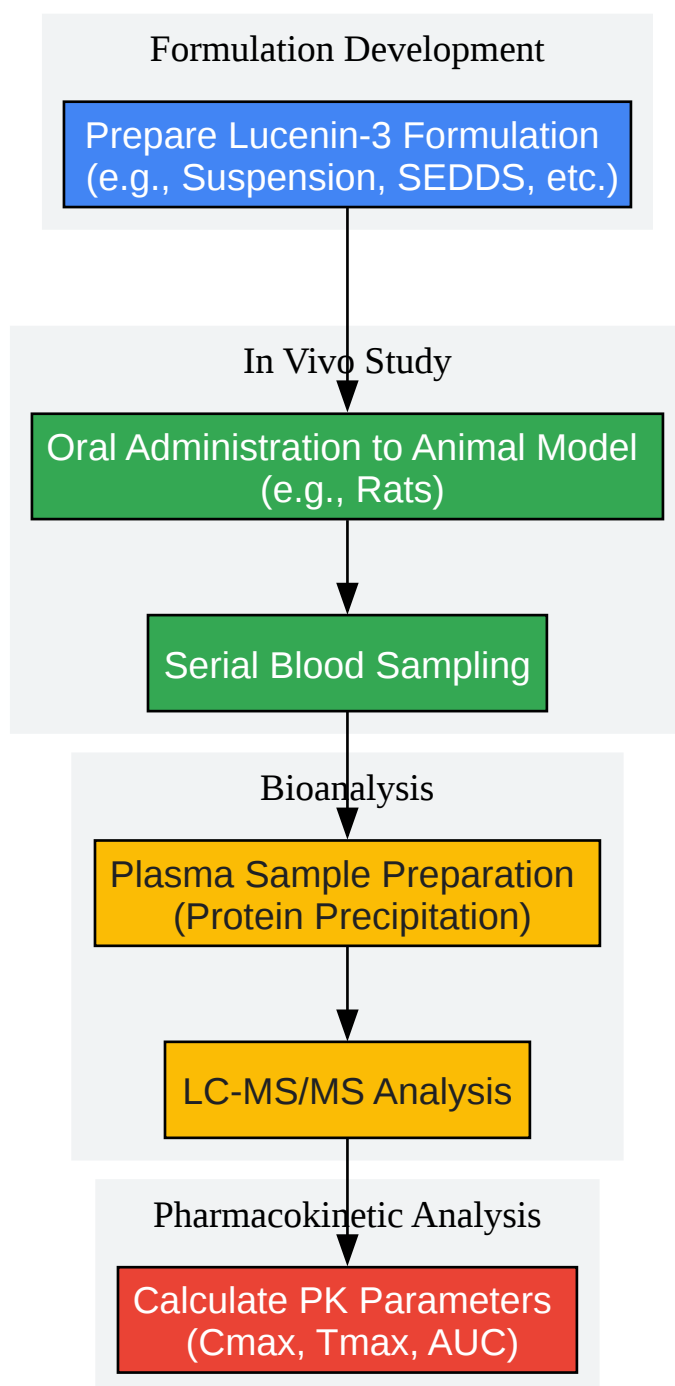 Formulation Development
Prepare Lucenin-3 Formulation
(e.g., Suspension, SEDDS, etc.)
In Vivo Study
Oral Administration to Animal Model
(e.g., Rats)
Serial Blood Sampling
Bioanalysis
Plasma Sample Preparation
(Protein Precipitation)
LC-MS/MS Analysis
Pharmacokinetic Analysis
Calculate PK Parameters
(Cmax, Tmax, AUC)